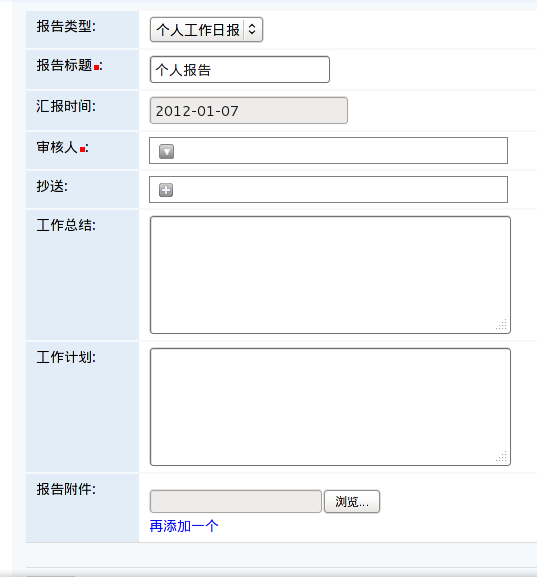 报告类型: 个人工作日报
报告标题: 个人报告
汇报时间: 2012-01-07
审核人:
抄送:
工作总结:
工作计划:
报告附件:
浏览...
再添加一个